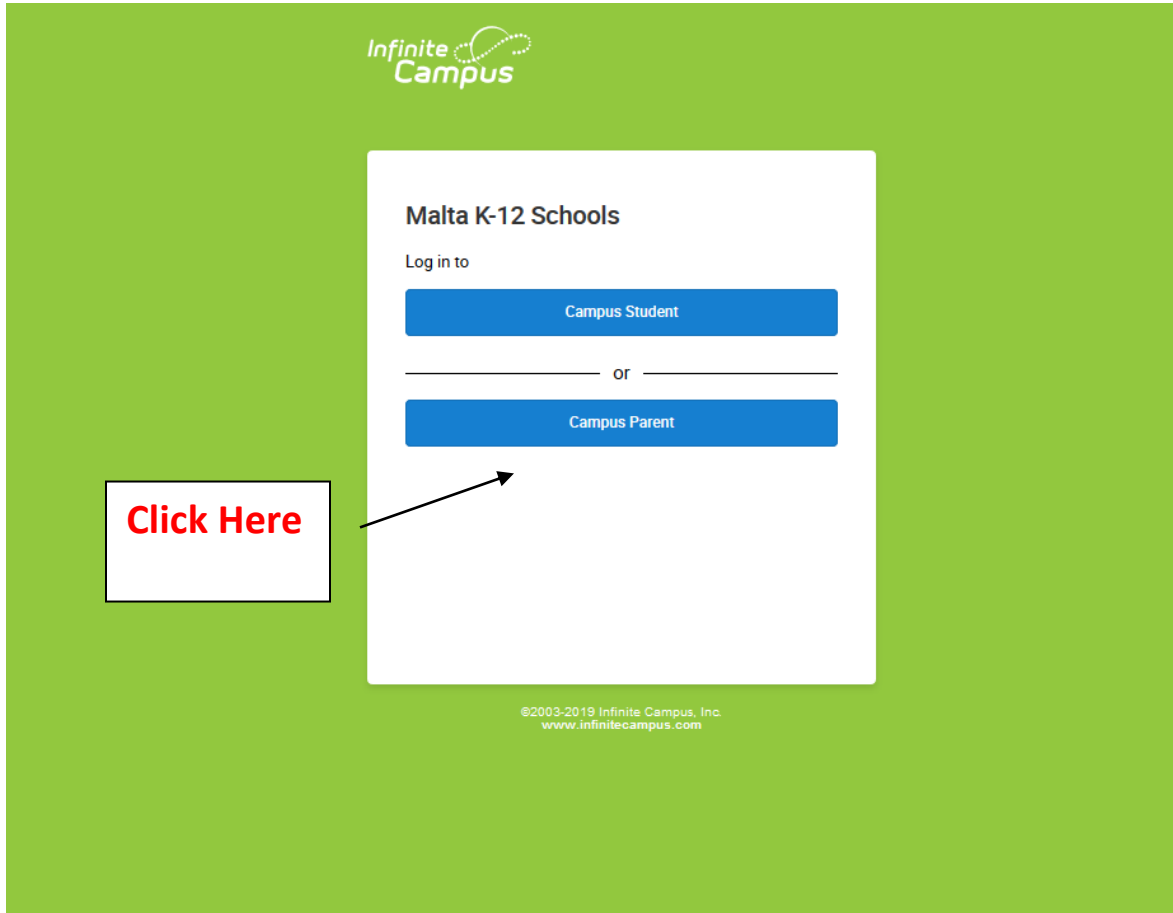 Infinite
Campus
Malta K-12 Schools
Log in to
Campus Student
or
Campus Parent
Click Here
©2003-2019 Infinite Campus, Inc.
www.infinitecampus.com